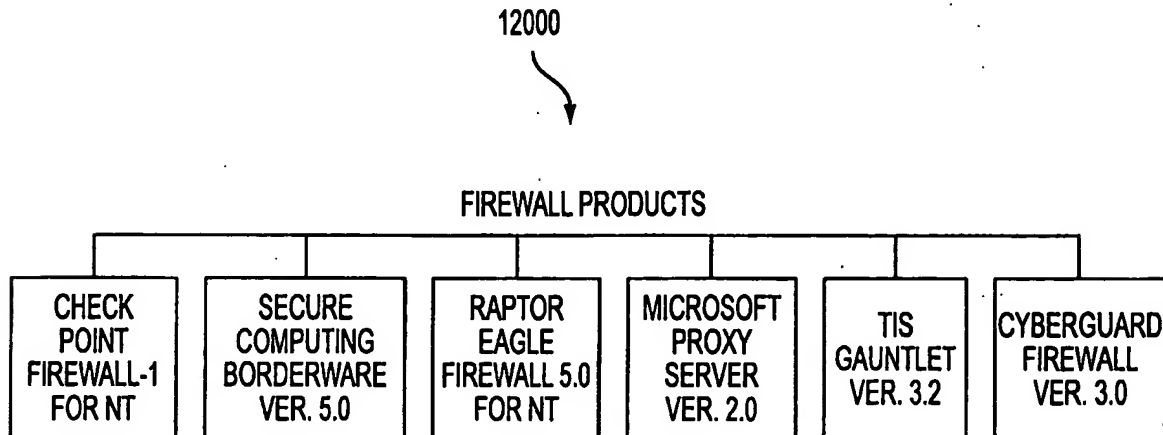 12000
FIREWALL PRODUCTS
CHECK
POINT
FIREWALL-1
FOR NT
SECURE
COMPUTING
BORDERWARE
VER. 5.0
RAPTOR
EAGLE
FIREWALL 5.0
FOR NT
MICROSOFT
PROXY
SERVER
VER. 2.0
TIS
GAUNTLET
VER. 3.2
CYBERGUARD
FIREWALL
VER. 3.0